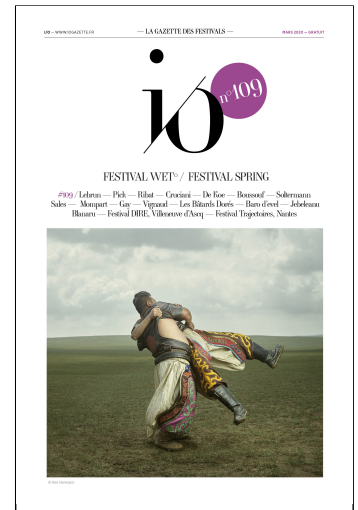 I/O — WWW.IOGAZETTE.FR
— LA GAZETTE DES FESTIVALS —
MARS 2020 — GRATUIT
i/o
n°109
FESTIVAL WET° / FESTIVAL SPRING
#109 / Lebrun — Pick — Ribat — Cruciani — De Koe — Boussouf — Soltermann
Sales — Mompart — Gay — Vignaud — Les Bâtards Dorés — Baro d'evel — Jebeleanu
Blanaru — Festival DIRE, Villeneuve d'Ascq — Festival Trajectoires, Nantes